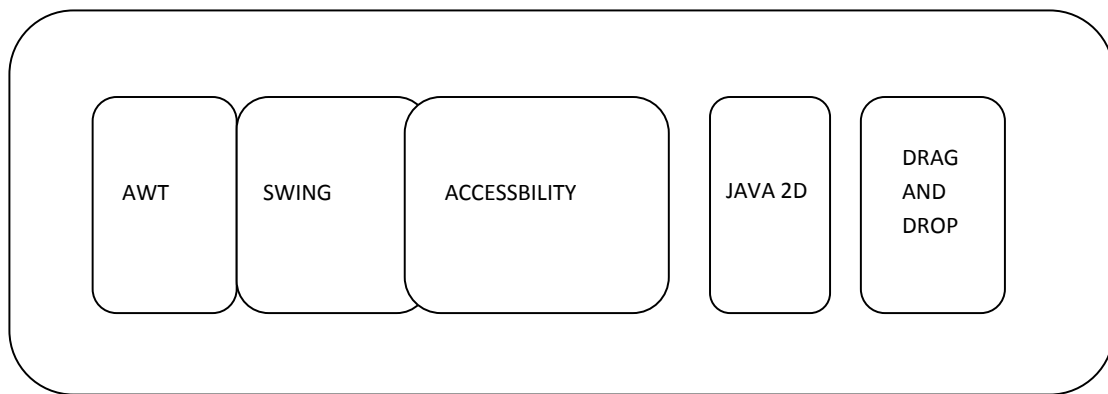 AWT
SWING
ACCESSBILITY
JAVA 2D
DRAG
AND
DROP